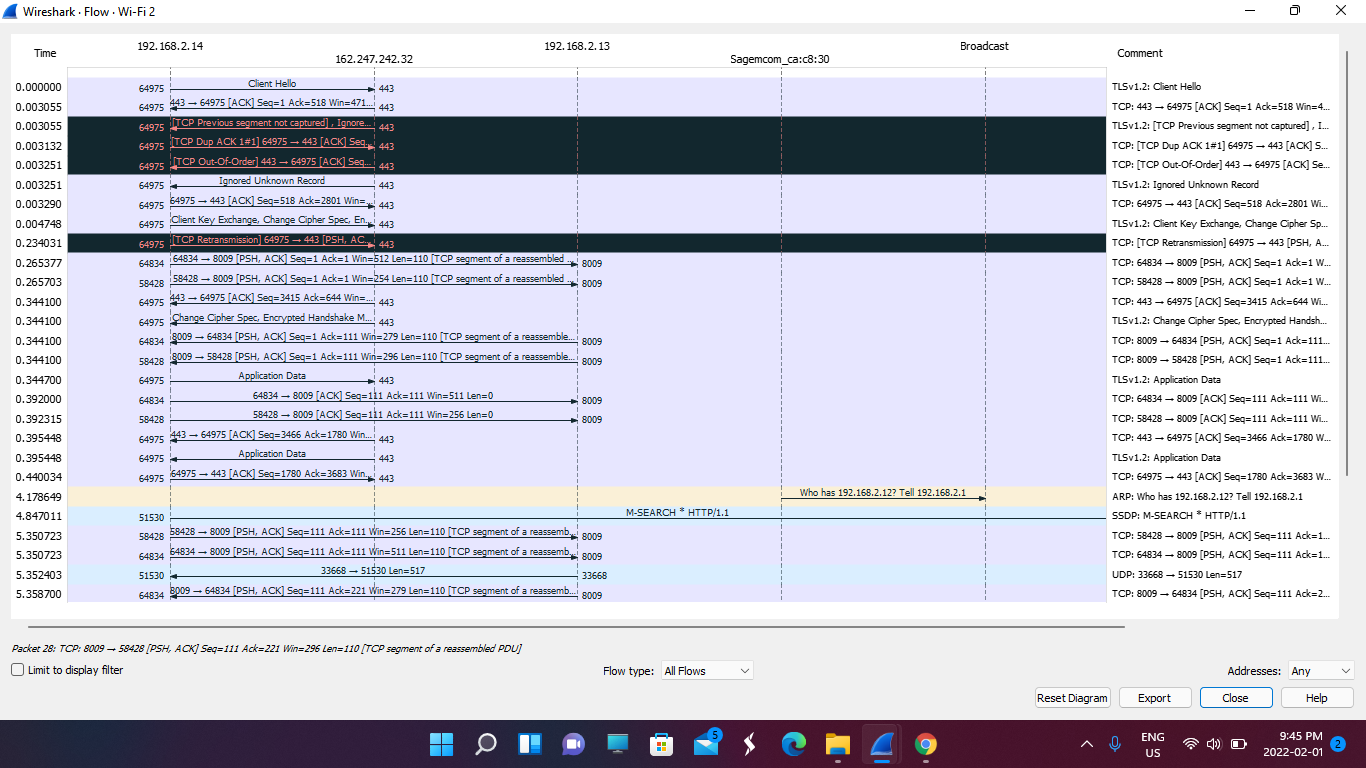 Wireshark · Flow · Wi-Fi 2
Time 192.168.2.14 162.247.242.32 192.168.2.13 Sagemcom_ca:c8:30 Broadcast Comment
0.000000 64975 Client Hello 443 TLSv1.2: Client Hello
0.003055 64975 443 → 64975 [ACK] Seq=1 Ack=518 Win=471... 443 TCP: 443 → 64975 [ACK] Seq=1 Ack=518 Win=4...
0.003055 64975 [TCP Previous segment not captured] , Ignore... 443 TLSv1.2: [TCP Previous segment not captured] , I...
0.003132 64975 [TCP Dup ACK 1#1] 64975 → 443 [ACK] Seq... 443 TCP: [TCP Dup ACK 1#1] 64975 → 443 [ACK] S...
0.003251 64975 [TCP Out-Of-Order] 443 → 64975 [ACK] Seq... 443 TCP: [TCP Out-Of-Order] 443 → 64975 [ACK] Se...
0.003251 64975 Ignored Unknown Record 443 TLSv1.2: Ignored Unknown Record
0.003290 64975 64975 → 443 [ACK] Seq=518 Ack=2801 Win=... 443 TCP: 64975 → 443 [ACK] Seq=518 Ack=2801 Wi...
0.004748 64975 Client Key Exchange, Change Cipher Spec, En... 443 TLSv1.2: Client Key Exchange, Change Cipher Sp...
0.234031 64975 [TCP Retransmission] 64975 → 443 [PSH, AC... 443 TCP: [TCP Retransmission] 64975 → 443 [PSH, A...
0.265377 64834 64834 → 8009 [PSH, ACK] Seq=1 Ack=1 Win=512 Len=110 [TCP segment of a reassembled ... 8009 TCP: 64834 → 8009 [PSH, ACK] Seq=1 Ack=1 W...
0.265703 58428 58428 → 8009 [PSH, ACK] Seq=1 Ack=1 Win=254 Len=110 [TCP segment of a reassembled ... 8009 TCP: 58428 → 8009 [PSH, ACK] Seq=1 Ack=1 W...
0.344100 64975 443 → 64975 [ACK] Seq=3415 Ack=644 Win=... 443 TCP: 443 → 64975 [ACK] Seq=3415 Ack=644 Wi...
0.344100 64975 Change Cipher Spec, Encrypted Handshake M... 443 TLSv1.2: Change Cipher Spec, Encrypted Handsh...
0.344100 64834 8009 → 64834 [PSH, ACK] Seq=1 Ack=111 Win=279 Len=110 [TCP segment of a reassemble... 8009 TCP: 8009 → 64834 [PSH, ACK] Seq=1 Ack=111...
0.344100 58428 8009 → 58428 [PSH, ACK] Seq=1 Ack=111 Win=296 Len=110 [TCP segment of a reassemble... 8009 TCP: 8009 → 58428 [PSH, ACK] Seq=1 Ack=111...
0.344700 64975 Application Data 443 TLSv1.2: Application Data
0.392000 64834 64834 → 8009 [ACK] Seq=111 Ack=111 Win=511 Len=0 8009 TCP: 64834 → 8009 [ACK] Seq=111 Ack=111 Wi...
0.392315 58428 58428 → 8009 [ACK] Seq=111 Ack=111 Win=256 Len=0 8009 TCP: 58428 → 8009 [ACK] Seq=111 Ack=111 Wi...
0.395448 64975 443 → 64975 [ACK] Seq=3466 Ack=1780 Win... 443 TCP: 443 → 64975 [ACK] Seq=3466 Ack=1780 W...
0.395448 64975 Application Data 443 TLSv1.2: Application Data
0.440034 64975 64975 → 443 [ACK] Seq=1780 Ack=3683 Win... 443 TCP: 64975 → 443 [ACK] Seq=1780 Ack=3683 W...
4.178649 Who has 192.168.2.12? Tell 192.168.2.1 ARP: Who has 192.168.2.12? Tell 192.168.2.1
4.847011 51530 M-SEARCH * HTTP/1.1 SSDP: M-SEARCH * HTTP/1.1
5.350723 58428 58428 → 8009 [PSH, ACK] Seq=111 Ack=111 Win=256 Len=110 [TCP segment of a reassemb... 8009 TCP: 58428 → 8009 [PSH, ACK] Seq=111 Ack=1...
5.350723 64834 64834 → 8009 [PSH, ACK] Seq=111 Ack=111 Win=511 Len=110 [TCP segment of a reassemb... 8009 TCP: 64834 → 8009 [PSH, ACK] Seq=111 Ack=1...
5.352403 51530 33668 → 51530 Len=517 33668 UDP: 33668 → 51530 Len=517
5.358700 64834 8009 → 64834 [PSH, ACK] Seq=111 Ack=221 Win=279 Len=110 [TCP segment of a reassemb... 8009 TCP: 8009 → 64834 [PSH, ACK] Seq=111 Ack=2...
Packet 28: TCP: 8009 → 58428 [PSH, ACK] Seq=111 Ack=221 Win=296 Len=110 [TCP segment of a reassembled PDU]
Limit to display filter Flow type: All Flows Addresses: Any
Reset Diagram Export Close Help
5 ENG US 9:45 PM 2022-02-01 2